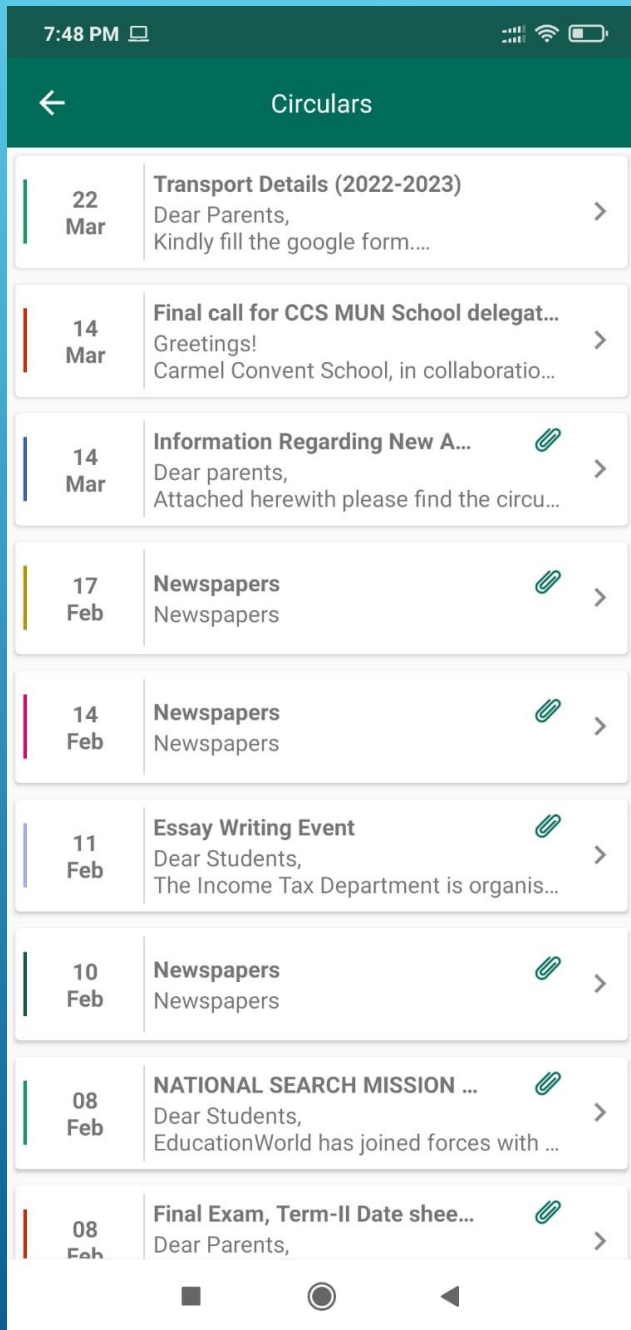 7:48 PM
Circulars
22
Mar
Transport Details (2022-2023)
Dear Parents,
Kindly fill the google form....
14
Mar
Final call for CCS MUN School delegat...
Greetings!
Carmel Convent School, in collaboratio...
14
Mar
Information Regarding New A...
Dear parents,
Attached herewith please find the circu...
17
Feb
Newspapers
Newspapers
14
Feb
Newspapers
Newspapers
11
Feb
Essay Writing Event
Dear Students,
The Income Tax Department is organis...
10
Feb
Newspapers
Newspapers
08
Feb
NATIONAL SEARCH MISSION ...
Dear Students,
EducationWorld has joined forces with ...
08
Feb
Final Exam, Term-II Date shee...
Dear Parents,